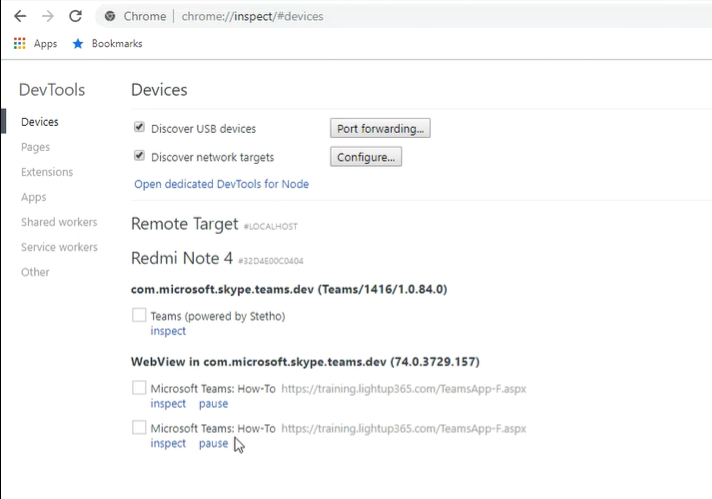 Chrome | chrome://inspect/#devices
Apps Bookmarks
DevTools
Devices
Pages
Extensions
Apps
Shared workers
Service workers
Other
Devices
Discover USB devices Port forwarding...
Discover network targets Configure...
Open dedicated DevTools for Node
Remote Target #LOCALHOST
Redmi Note 4 #32D4E00C0404
com.microsoft.skype.teams.dev (Teams/1416/1.0.84.0)
Teams (powered by Stetho)
inspect
WebView in com.microsoft.skype.teams.dev (74.0.3729.157)
Microsoft Teams: How-To https://training.lightup365.com/TeamsApp-F.aspx
inspect pause
Microsoft Teams: How-To https://training.lightup365.com/TeamsApp-F.aspx
inspect pause